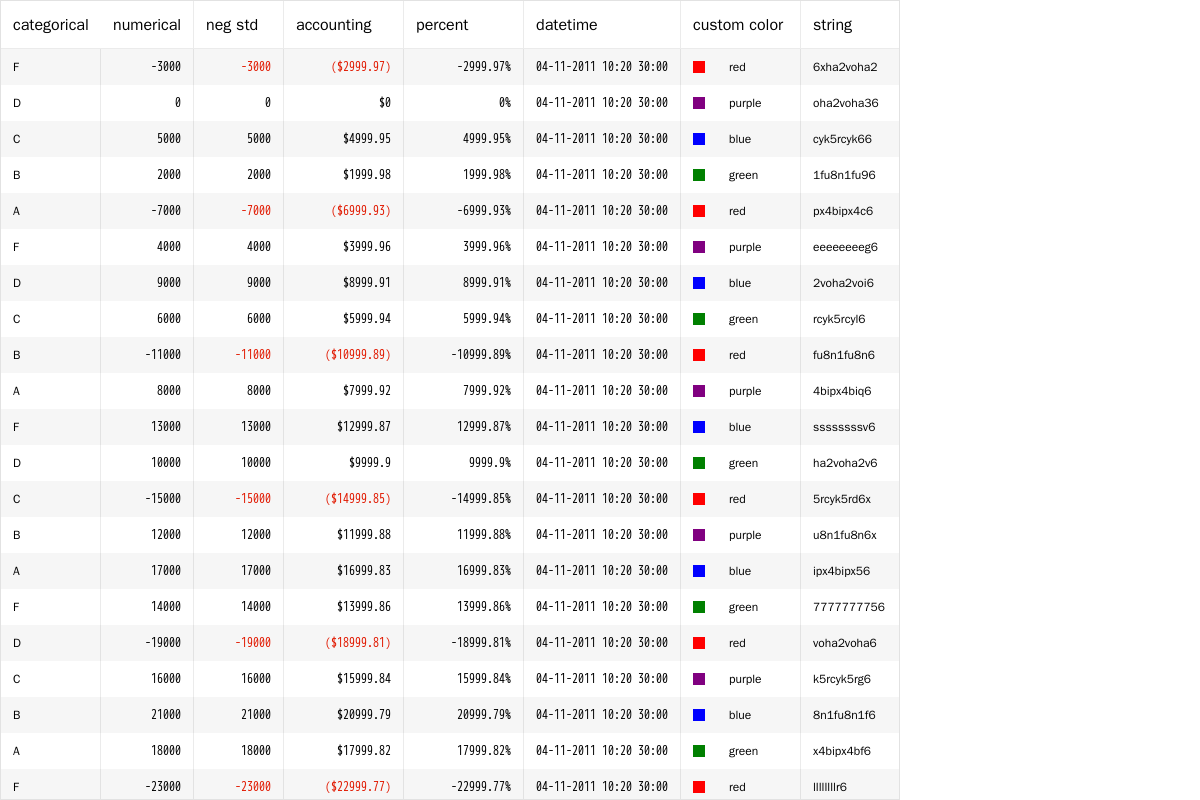 categorical numerical neg std accounting percent datetime custom color string
F -3000 -3000 ($2999.97) -2999.97% 04-11-2011 10:20 30:00 red 6xha2voha2
D 0 0 $0 0% 04-11-2011 10:20 30:00 purple oha2voha36
C 5000 5000 $4999.95 4999.95% 04-11-2011 10:20 30:00 blue cyk5rcyk66
B 2000 2000 $1999.98 1999.98% 04-11-2011 10:20 30:00 green 1fu8n1fu96
A -7000 -7000 ($6999.93) -6999.93% 04-11-2011 10:20 30:00 red px4bipx4c6
F 4000 4000 $3999.96 3999.96% 04-11-2011 10:20 30:00 purple eeeeeeeeg6
D 9000 9000 $8999.91 8999.91% 04-11-2011 10:20 30:00 blue 2voha2voi6
C 6000 6000 $5999.94 5999.94% 04-11-2011 10:20 30:00 green rcyk5rcyl6
B -11000 -11000 ($10999.89) -10999.89% 04-11-2011 10:20 30:00 red fu8n1fu8n6
A 8000 8000 $7999.92 7999.92% 04-11-2011 10:20 30:00 purple 4bipx4biq6
F 13000 13000 $12999.87 12999.87% 04-11-2011 10:20 30:00 blue ssssssssv6
D 10000 10000 $9999.9 9999.9% 04-11-2011 10:20 30:00 green ha2voha2v6
C -15000 -15000 ($14999.85) -14999.85% 04-11-2011 10:20 30:00 red 5rcyk5rd6x
B 12000 12000 $11999.88 11999.88% 04-11-2011 10:20 30:00 purple u8n1fu8n6x
A 17000 17000 $16999.83 16999.83% 04-11-2011 10:20 30:00 blue ipx4bipx56
F 14000 14000 $13999.86 13999.86% 04-11-2011 10:20 30:00 green 7777777756
D -19000 -19000 ($18999.81) -18999.81% 04-11-2011 10:20 30:00 red voha2voha6
C 16000 16000 $15999.84 15999.84% 04-11-2011 10:20 30:00 purple k5rcyk5rg6
B 21000 21000 $20999.79 20999.79% 04-11-2011 10:20 30:00 blue 8n1fu8n1f6
A 18000 18000 $17999.82 17999.82% 04-11-2011 10:20 30:00 green x4bipx4bf6
F -23000 -23000 ($22999.77) -22999.77% 04-11-2011 10:20 30:00 red llllllllr6